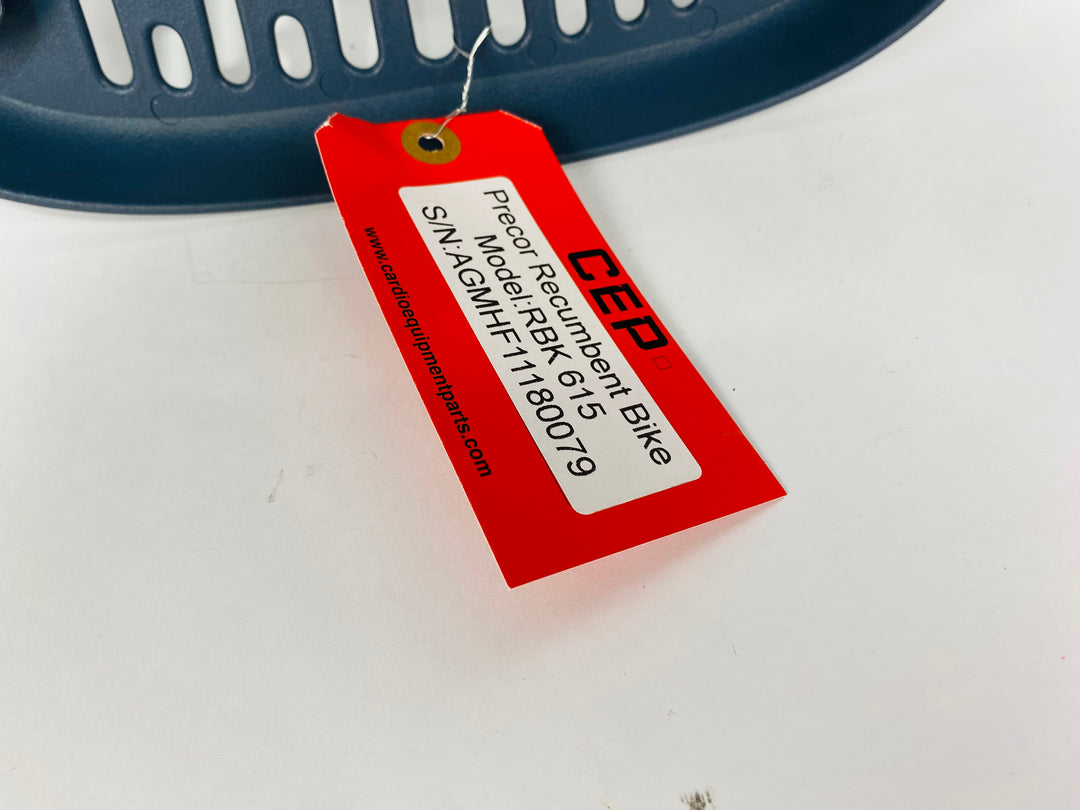 CEP
Precor Recumbent Bike
Model:RBK 615
S/N:AGMHF11180079
www.cardioequipmentparts.com